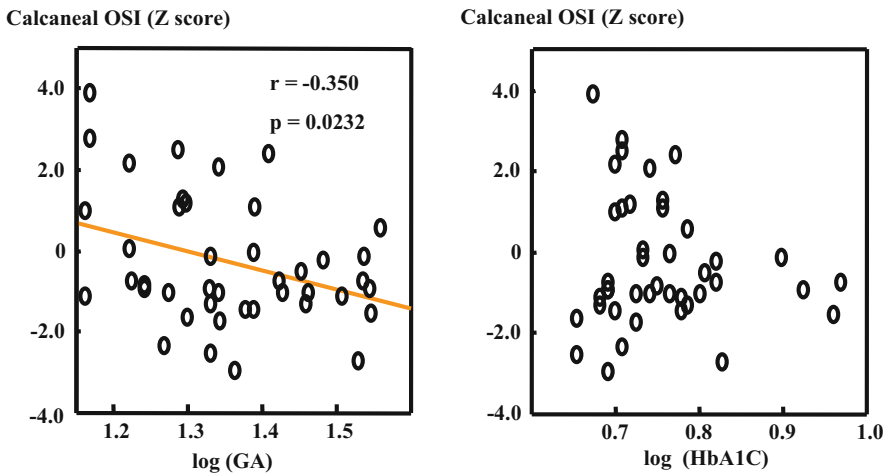 Calcaneal OSI (Z score)
4.0
2.0
0
-2.0
-4.0
r = -0.350
p = 0.0232
1.2 1.3 1.4 1.5
log (GA)
Calcaneal OSI (Z score)
4.0
2.0
0
-2.0
-4.0
0.7 0.8 0.9 1.0
log (HbA1C)